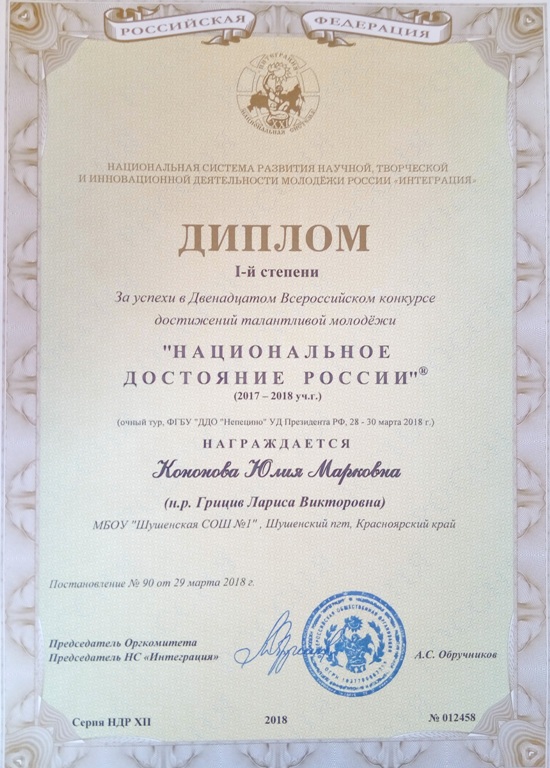 РОССИЙСКАЯ ФЕДЕРАЦИЯ
ИНТЕГРАЦИЯ
XXI
НАЦИОНАЛЬНАЯ СИСТЕМА РАЗВИТИЯ НАУЧНОЙ, ТВОРЧЕСКОЙ
И ИННОВАЦИОННОЙ ДЕЯТЕЛЬНОСТИ МОЛОДЁЖИ РОССИИ «ИНТЕГРАЦИЯ»
ДИПЛОМ
I-й степени
За успехи в Двенадцатом Всероссийском конкурсе
достижений талантливой молодёжи
"НАЦИОНАЛЬНОЕ
ДОСТОЯНИЕ РОССИИ"®
(2017 – 2018 уч.г.)
(очный тур, ФГБУ "ДДО "Непецино" УД Президента РФ, 28 - 30 марта 2018 г.)
НАГРАЖДАЕТСЯ
Кононова Юлия Марковна
(н.р. Грицив Лариса Викторовна)
МБОУ "Шушенская СОШ №1" , Шушенский пгт, Красноярский край
Постановление № 90 от 29 марта 2018 г.
Председатель Оргкомитета
Председатель НС «Интеграция»
А.С. Обручников
Серия НДР XII
2018
№ 012458